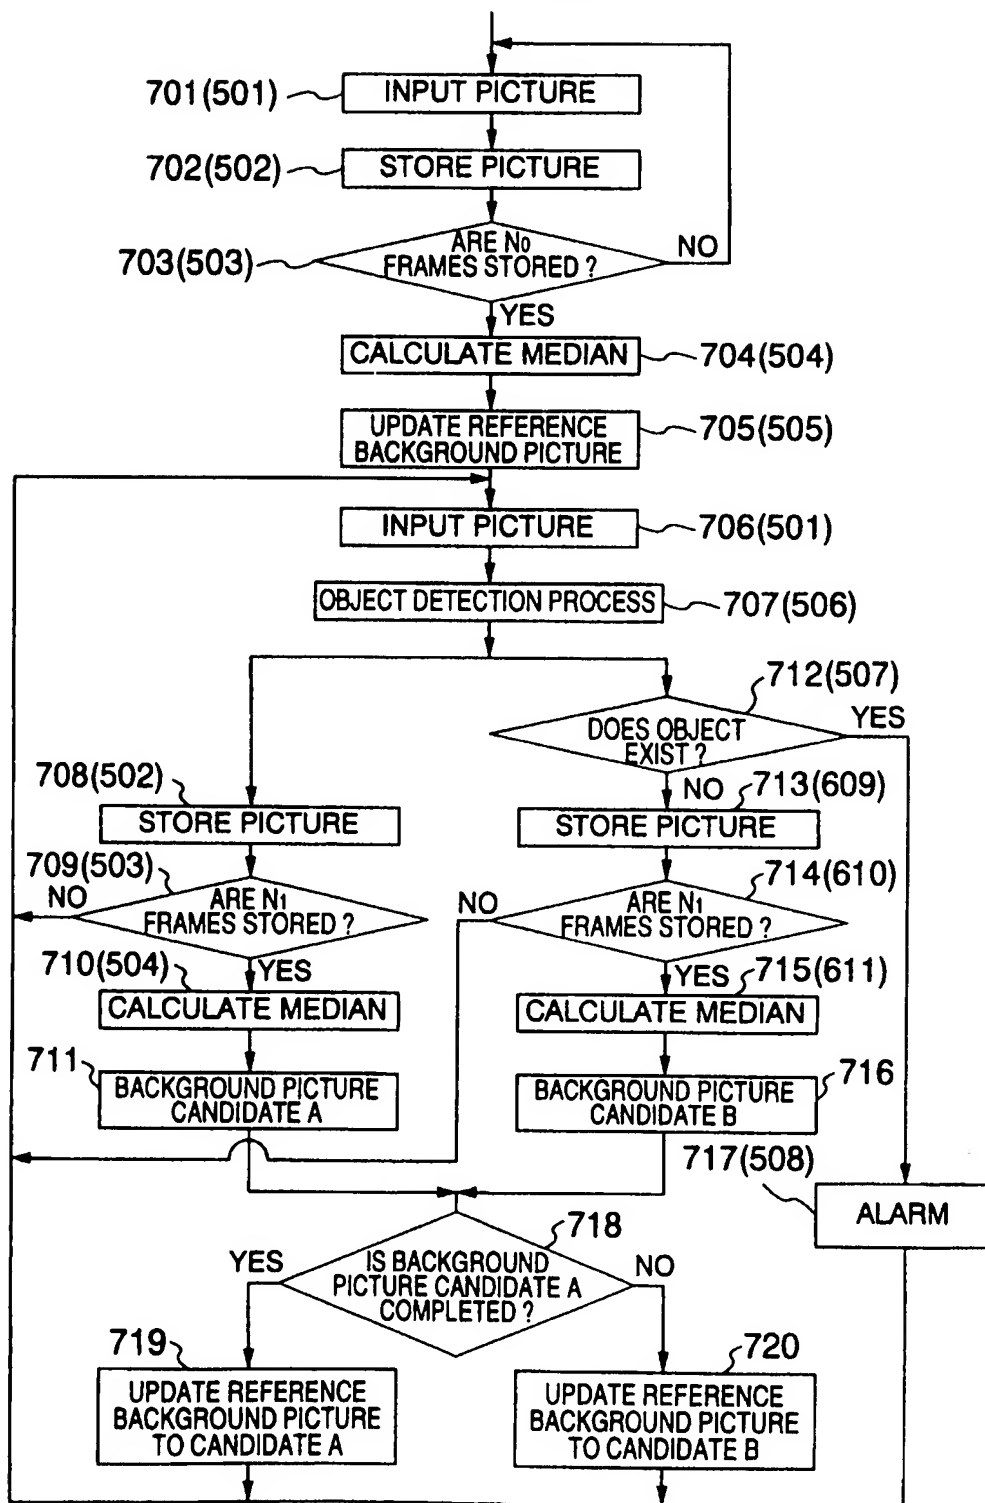 701(501)
INPUT PICTURE
702(502)
STORE PICTURE
703(503)
ARE N0
FRAMES STORED ?
NO
YES
CALCULATE MEDIAN
704(504)
UPDATE REFERENCE
BACKGROUND PICTURE
705(505)
INPUT PICTURE
706(501)
OBJECT DETECTION PROCESS
707(506)
712(507)
DOES OBJECT
EXIST ?
YES
NO
708(502)
STORE PICTURE
713(609)
STORE PICTURE
709(503)
NO
ARE N1
FRAMES STORED ?
YES
714(610)
NO
ARE N1
FRAMES STORED ?
YES
710(504)
CALCULATE MEDIAN
715(611)
CALCULATE MEDIAN
711
BACKGROUND PICTURE
CANDIDATE A
716
BACKGROUND PICTURE
CANDIDATE B
717(508)
ALARM
718
IS BACKGROUND
PICTURE CANDIDATE A
COMPLETED ?
YES
NO
719
UPDATE REFERENCE
BACKGROUND PICTURE
TO CANDIDATE A
720
UPDATE REFERENCE
BACKGROUND PICTURE
TO CANDIDATE B